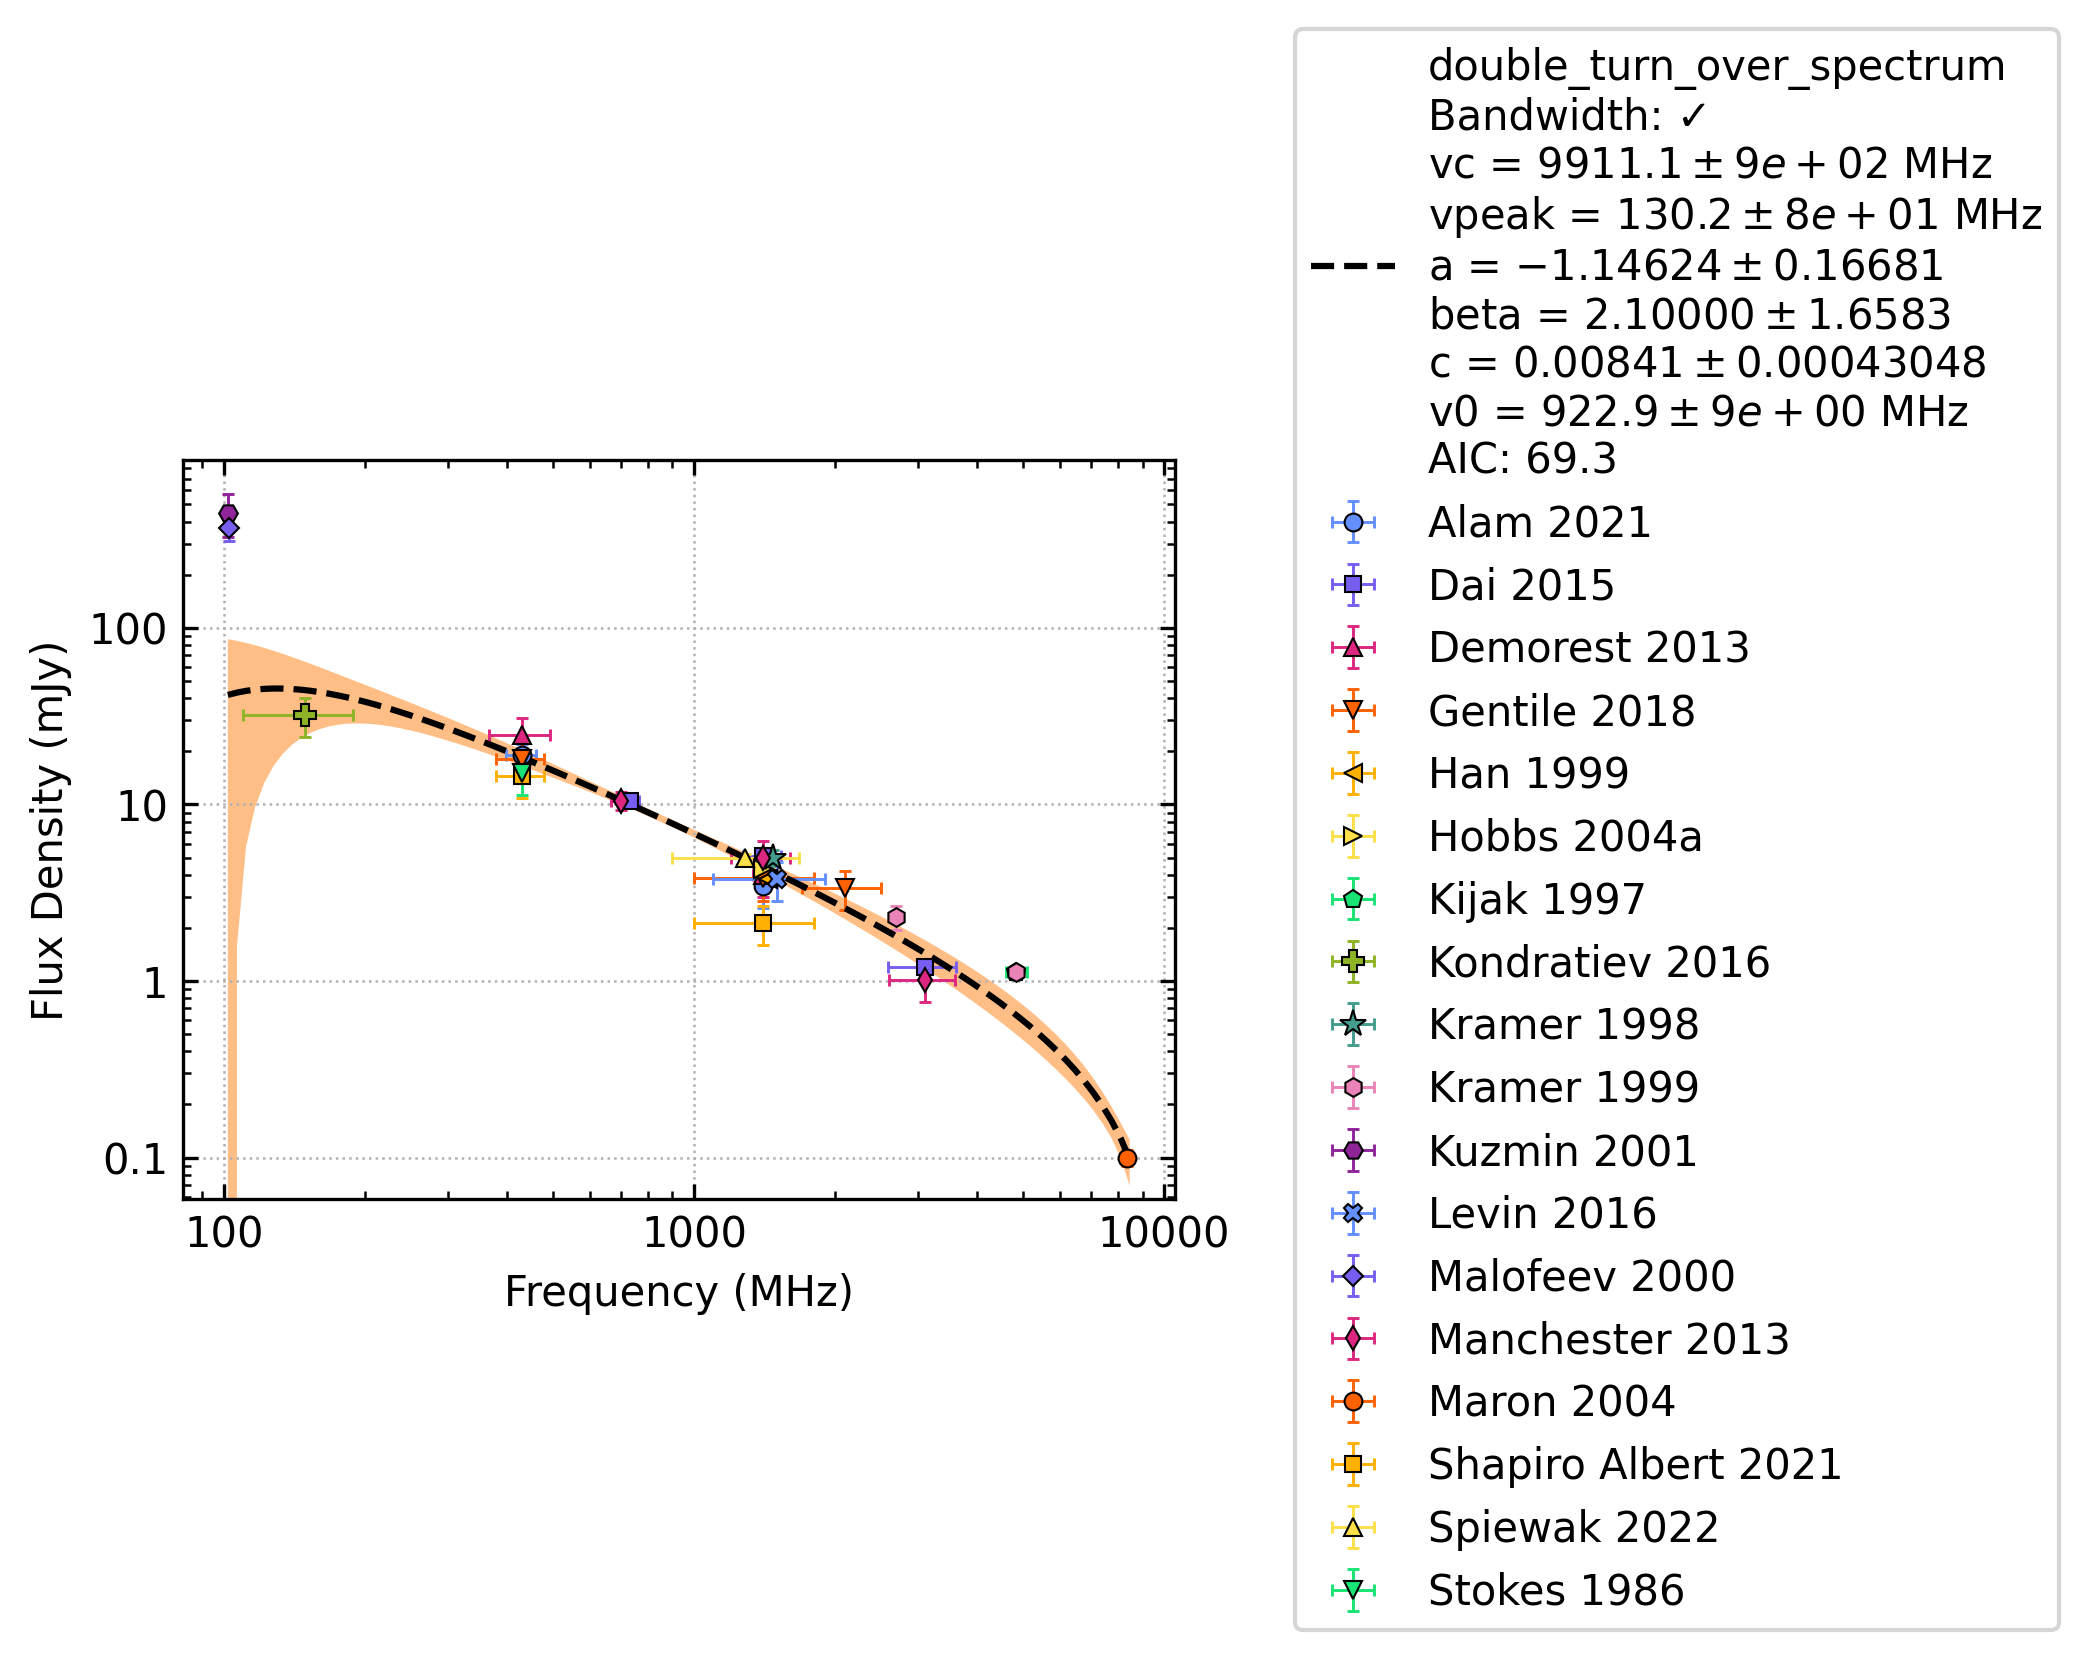 double_turn_over_spectrum
Bandwidth: ✓
vc = 9911.1 ± 9e + 02 MHz
vpeak = 130.2 ± 8e + 01 MHz
a = −1.14624 ± 0.16681
beta = 2.10000 ± 1.6583
c = 0.00841 ± 0.00043048
v0 = 922.9 ± 9e + 00 MHz
AIC: 69.3
Alam 2021
Dai 2015
Demorest 2013
Gentile 2018
Han 1999
Hobbs 2004a
Kijak 1997
Kondratiev 2016
Kramer 1998
Kramer 1999
Kuzmin 2001
Levin 2016
Malofeev 2000
Manchester 2013
Maron 2004
Shapiro Albert 2021
Spiewak 2022
Stokes 1986
Flux Density (mJy)
100
10
1
0.1
100
1000
10000
Frequency (MHz)